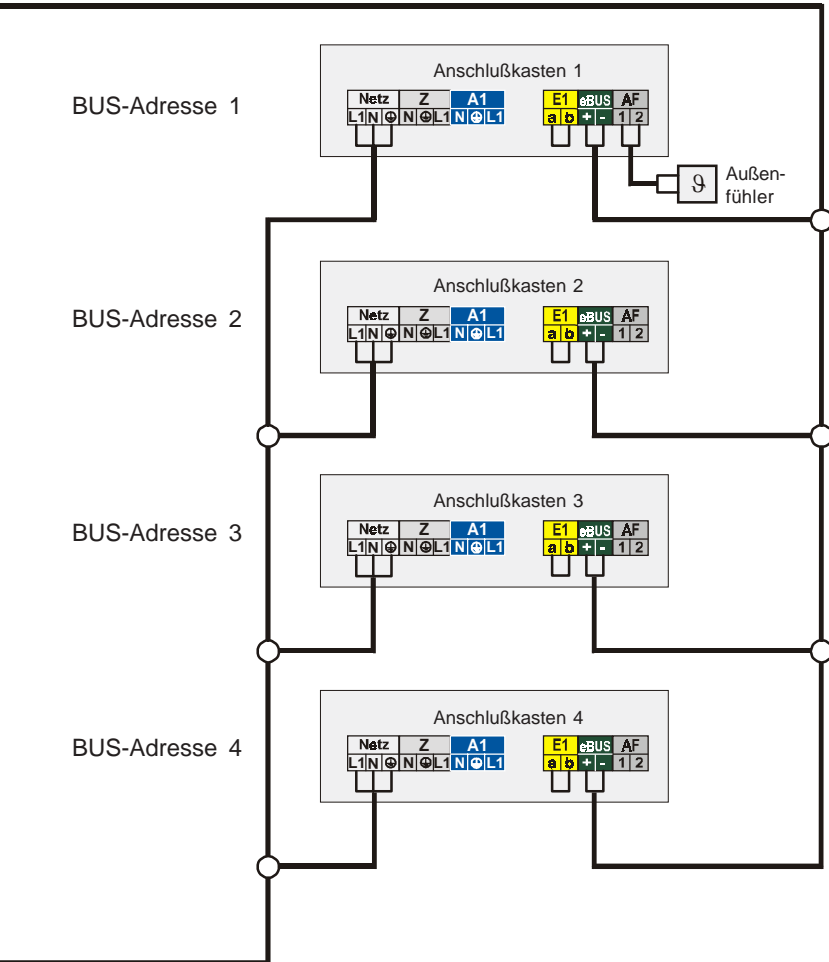 Anschlußkasten 1
BUS-Adresse 1
Netz Z A1 E1 eBUS AF
L1 N N L1 N L1 a b + - 1 2
ϑ
Außen-
fühler
Anschlußkasten 2
BUS-Adresse 2
Netz Z A1 E1 eBUS AF
L1 N N L1 N L1 a b + - 1 2
Anschlußkasten 3
BUS-Adresse 3
Netz Z A1 E1 eBUS AF
L1 N N L1 N L1 a b + - 1 2
Anschlußkasten 4
BUS-Adresse 4
Netz Z A1 E1 eBUS AF
L1 N N L1 N L1 a b + - 1 2